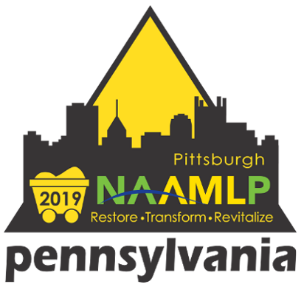 Pittsburgh
2019
NAAMLP
Restore • Transform • Revitalize
pennsylvania